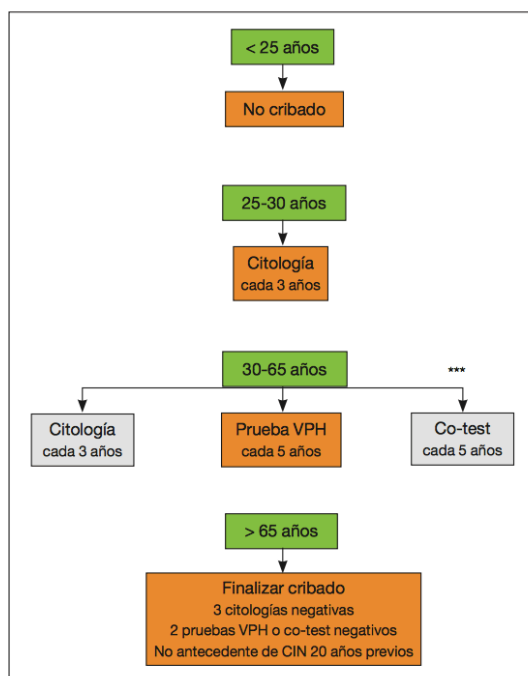 < 25 años
No cribado
25-30 años
Citología
cada 3 años
30-65 años
***
Citología
cada 3 años
Prueba VPH
cada 5 años
Co-test
cada 5 años
> 65 años
Finalizar cribado
3 citologías negativas
2 pruebas VPH o co-test negativos
No antecedente de CIN 20 años previos